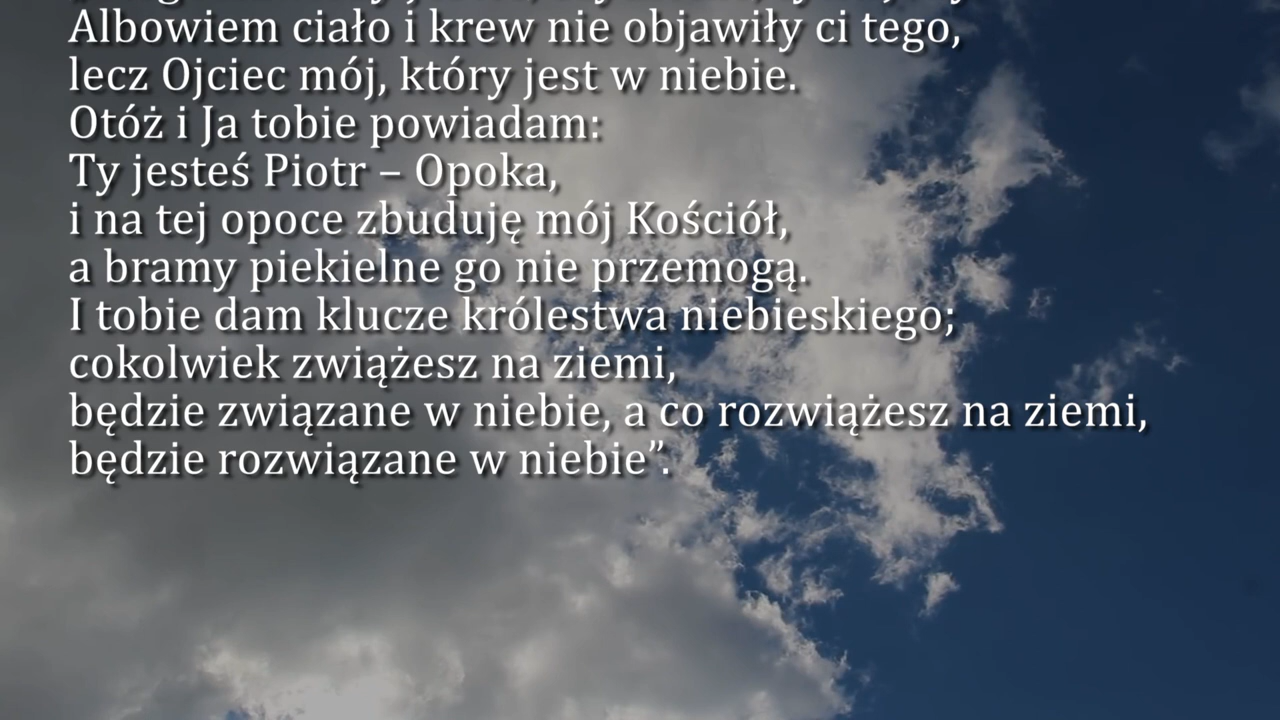 Albowiem ciało i krew nie objawiły ci tego,
lecz Ojciec mój, który jest w niebie.
Otóż i Ja tobie powiadam:
Ty jesteś Piotr – Opoka,
i na tej opoce zbuduję mój Kościół,
a bramy piekielne go nie przemogą.
I tobie dam klucze królestwa niebieskiego;
cokolwiek zwiążesz na ziemi,
będzie związane w niebie, a co rozwiążesz na ziemi,
będzie rozwiązane w niebie”.